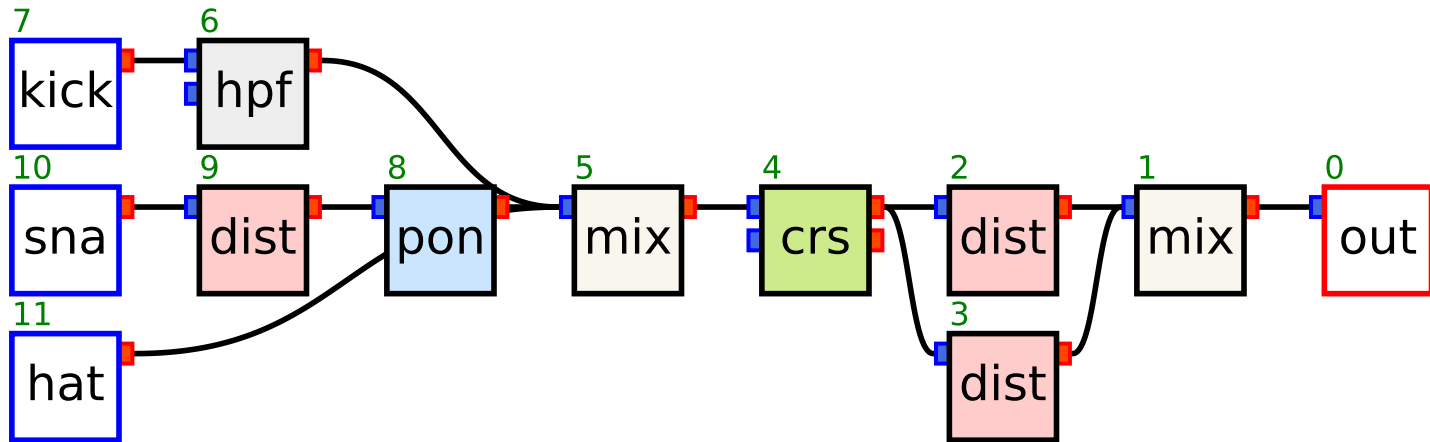 7 6
kick hpf
10 9 8 5 4 2 1 0
sna dist pon mix crs dist mix out
11 3
hat dist